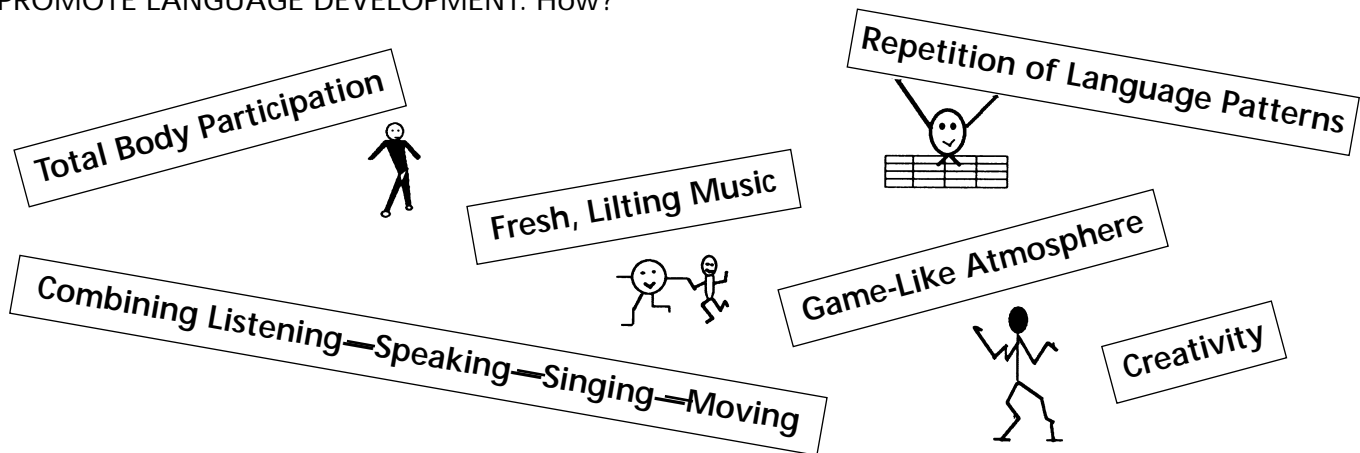 PROMOTE LANGUAGE DEVELOPMENT. How?
Total Body Participation
Repetition of Language Patterns
Fresh, Lilting Music
Game-Like Atmosphere
Combining Listening—Speaking—Singing—Moving
Creativity